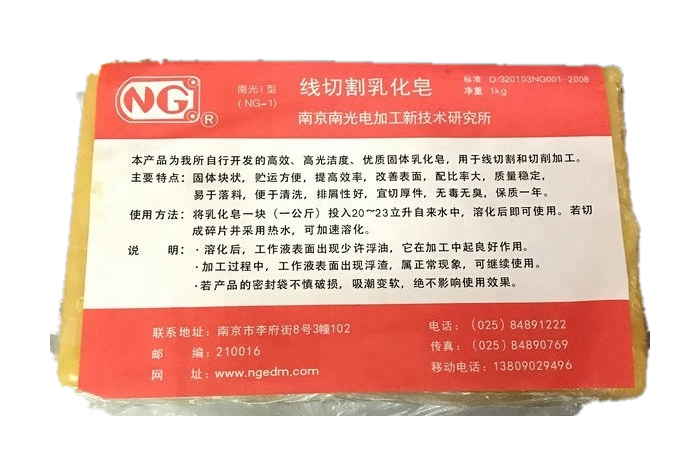 NG®
南光I型
(NG-1)
线切割乳化皂
标准 Q/320103NG001-2008
净重 1kg
南京南光电加工新技术研究所
本产品为我所自行开发的高效、高光洁度、优质固体乳化皂，用于线切割和切削加工。
主要特点：固体块状，贮运方便，提高效率，改善表面，配比率大，质量稳定，
易于落料，便于清洗，排屑性好，宜切厚件，无毒无臭，保质一年。
使用方法：将乳化皂一块（一公斤）投入20~23立升自来水中，溶化后即可使用。若切
成碎片并采用热水，可加速溶化。
说 明：·溶化后，工作液表面出现少许浮油，它在加工中起良好作用。
·加工过程中，工作液表面出现浮渣，属正常现象，可继续使用。
·若产品的密封袋不慎破损，吸潮变软，绝不影响使用效果。
联系地址：南京市李府街8号3幢102
邮 编：210016
网 址：www.ngedm.com
电话：（025）84891222
传真：（025）84890769
移动电话：13809029496